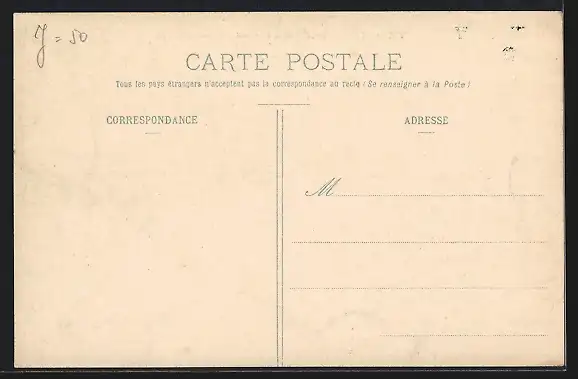 J = 50
CARTE POSTALE
Tous les pays étrangers n'acceptent pas la correspondance au recto (Se renseigner à la Poste)
CORRESPONDANCE
ADRESSE
M